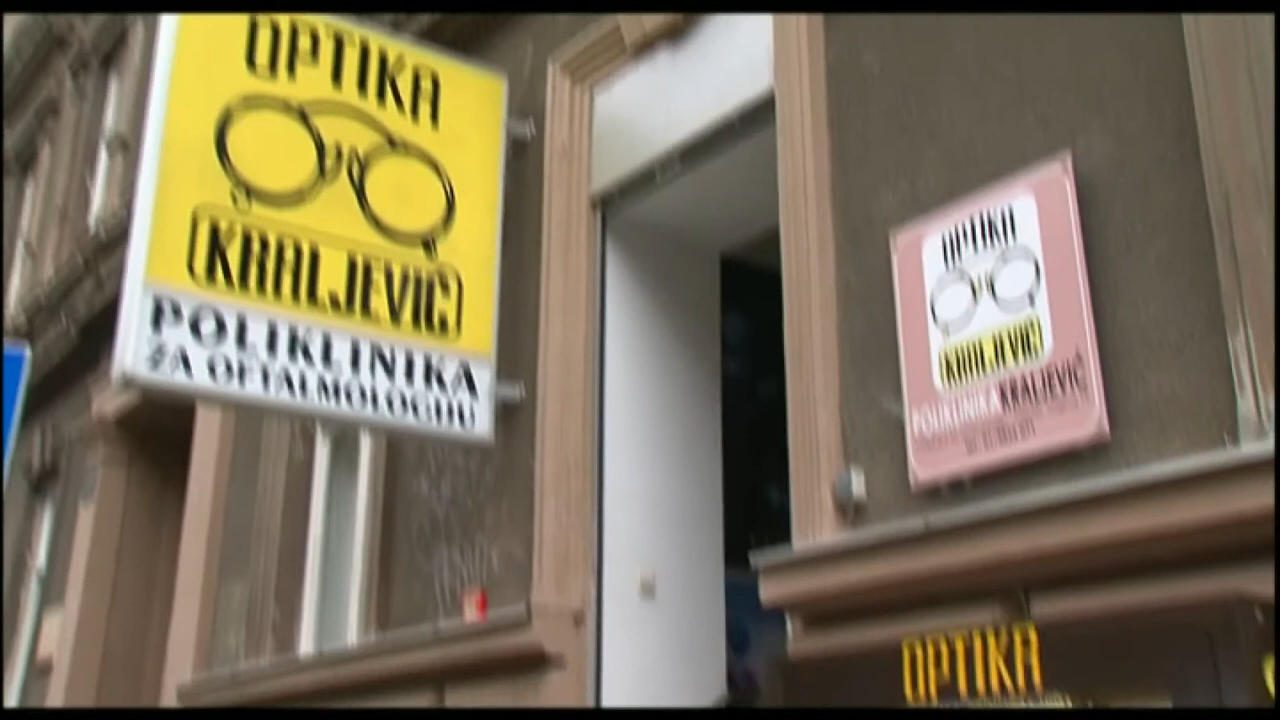 OPTIKA
KRALJEVIĆ
POLIKLINIKA
ZA OFTALMOLOGIJU
OPTIKA
KRALJEVIĆ
POLIKLINIKA KRALJEVIĆ
OPTIKA